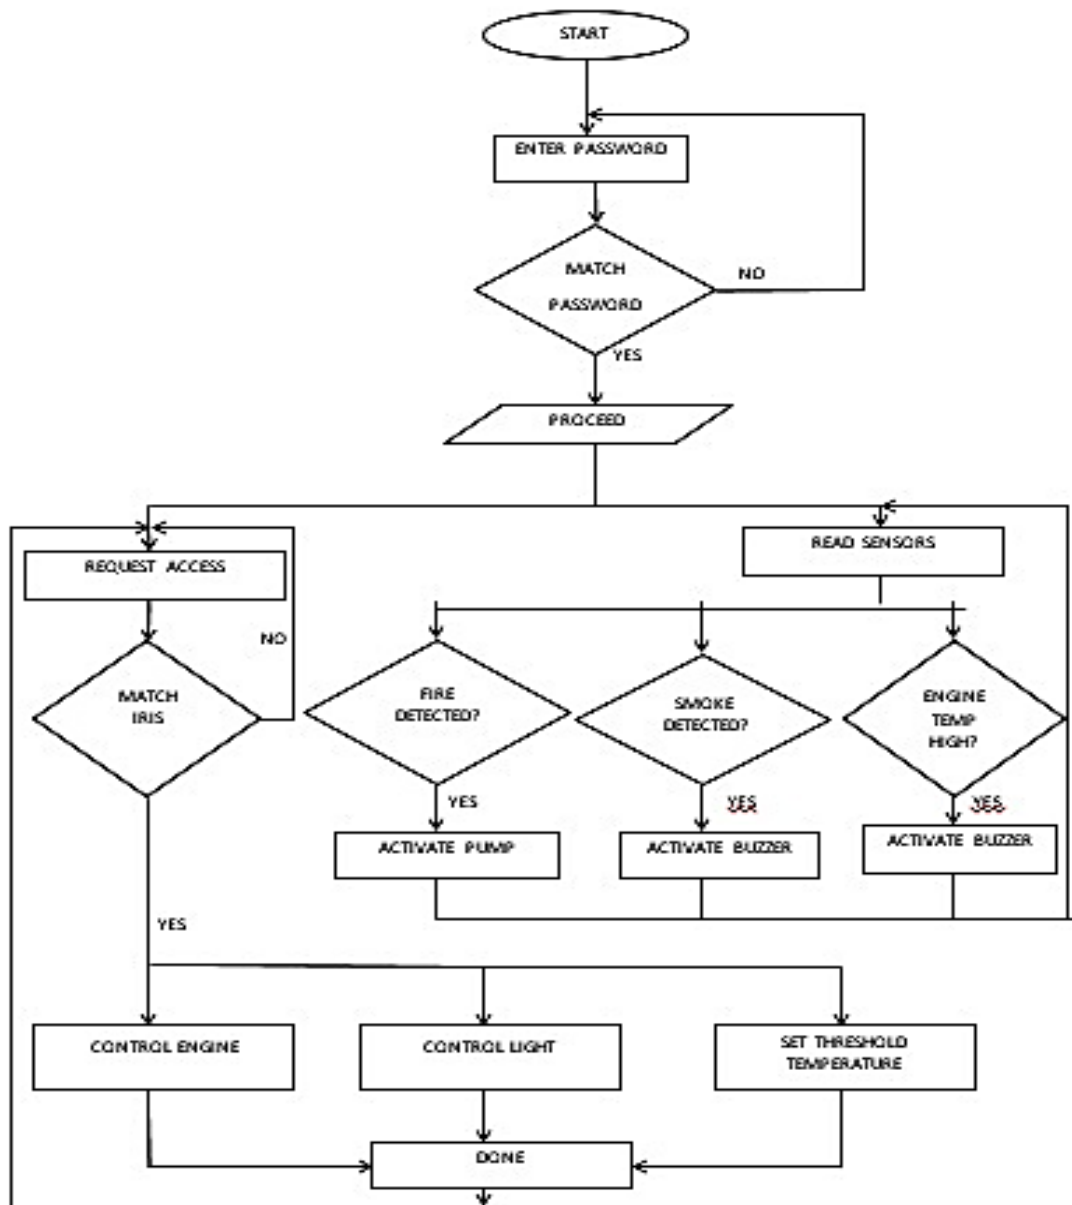 START
ENTER PASSWORD
MATCH
PASSWORD
NO
YES
PROCEED
REQUEST ACCESS
READ SENSORS
NO
MATCH
IRIS
FIRE
DETECTED?
SMOKE
DETECTED?
ENGINE
TEMP
HIGH?
YES
YES
YES
ACTIVATE PUMP
ACTIVATE BUZZER
ACTIVATE BUZZER
YES
CONTROL ENGINE
CONTROL LIGHT
SET THRESHOLD
TEMPERATURE
DONE